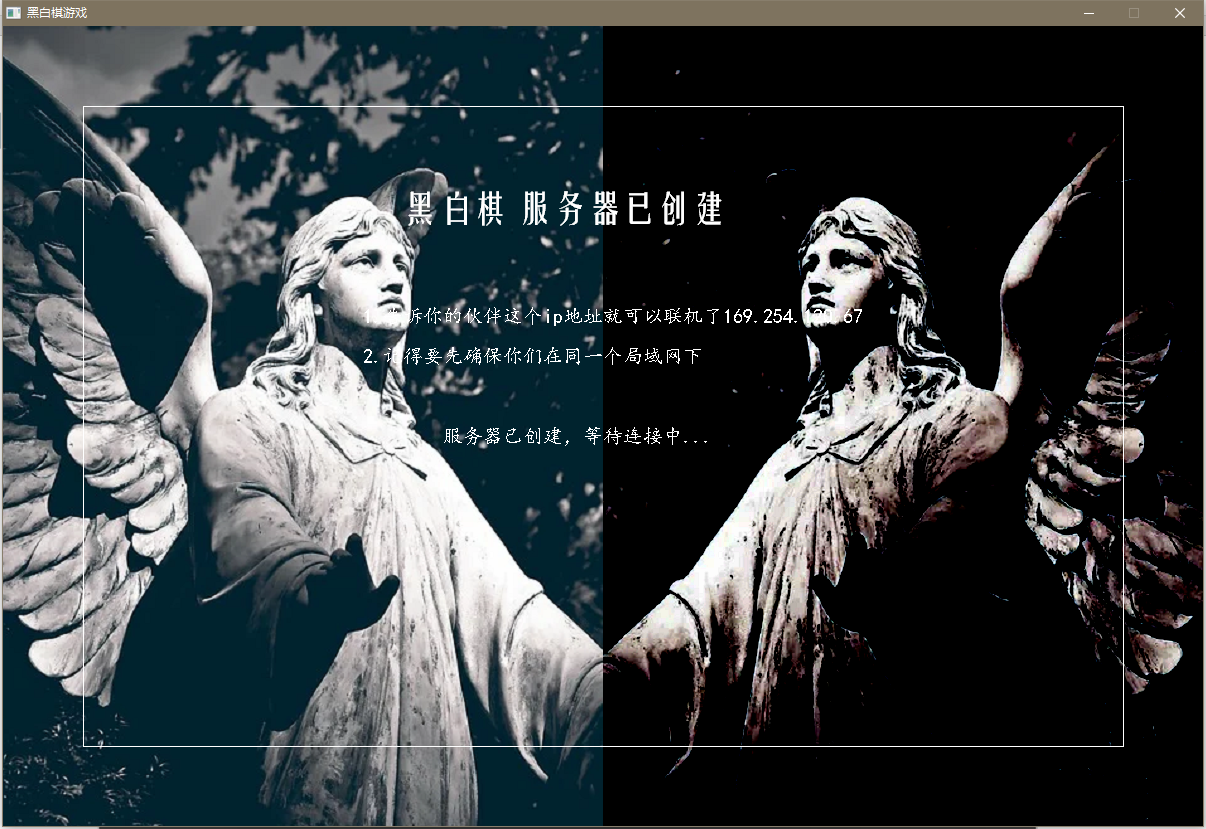 黑白棋游戏
黑白棋 服务器已创建
诉你的伙伴这个ip地址就可以联机了169.254.
2.记得要先确保你们在同一个局域网下
服务器已创建，等待连接中...